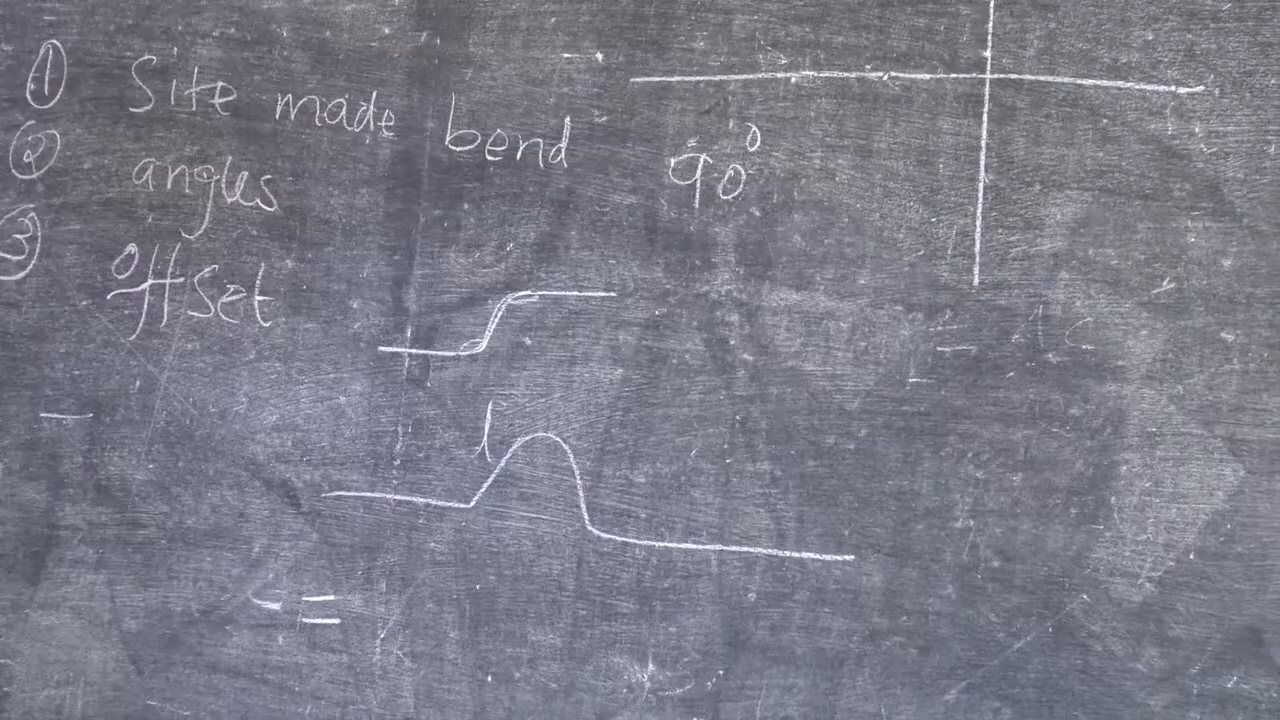 ① Site made bend
② angles
90°
③ offset